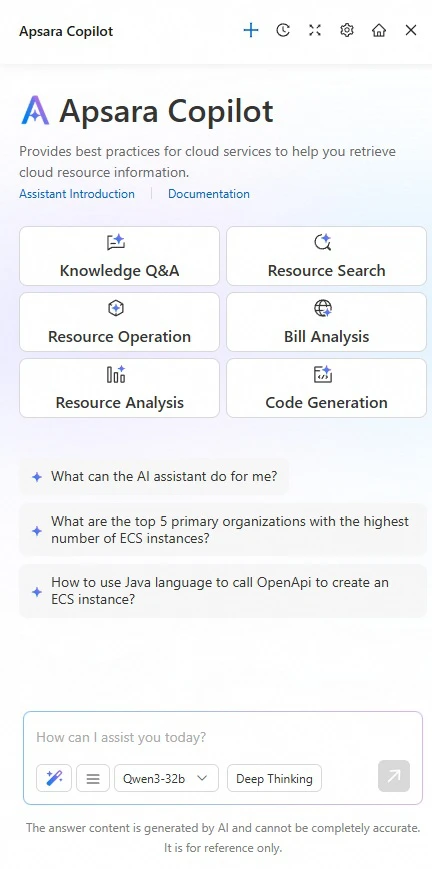 Apsara Copilot
Apsara Copilot
Provides best practices for cloud services to help you retrieve
cloud resource information.
Assistant Introduction
Documentation
Knowledge Q&A
Resource Search
Resource Operation
Bill Analysis
Resource Analysis
Code Generation
What can the AI assistant do for me?
What are the top 5 primary organizations with the highest
number of ECS instances?
How to use Java language to call OpenApi to create an
ECS instance?
How can I assist you today?
Qwen3-32b
Deep Thinking
The answer content is generated by AI and cannot be completely accurate.
It is for reference only.